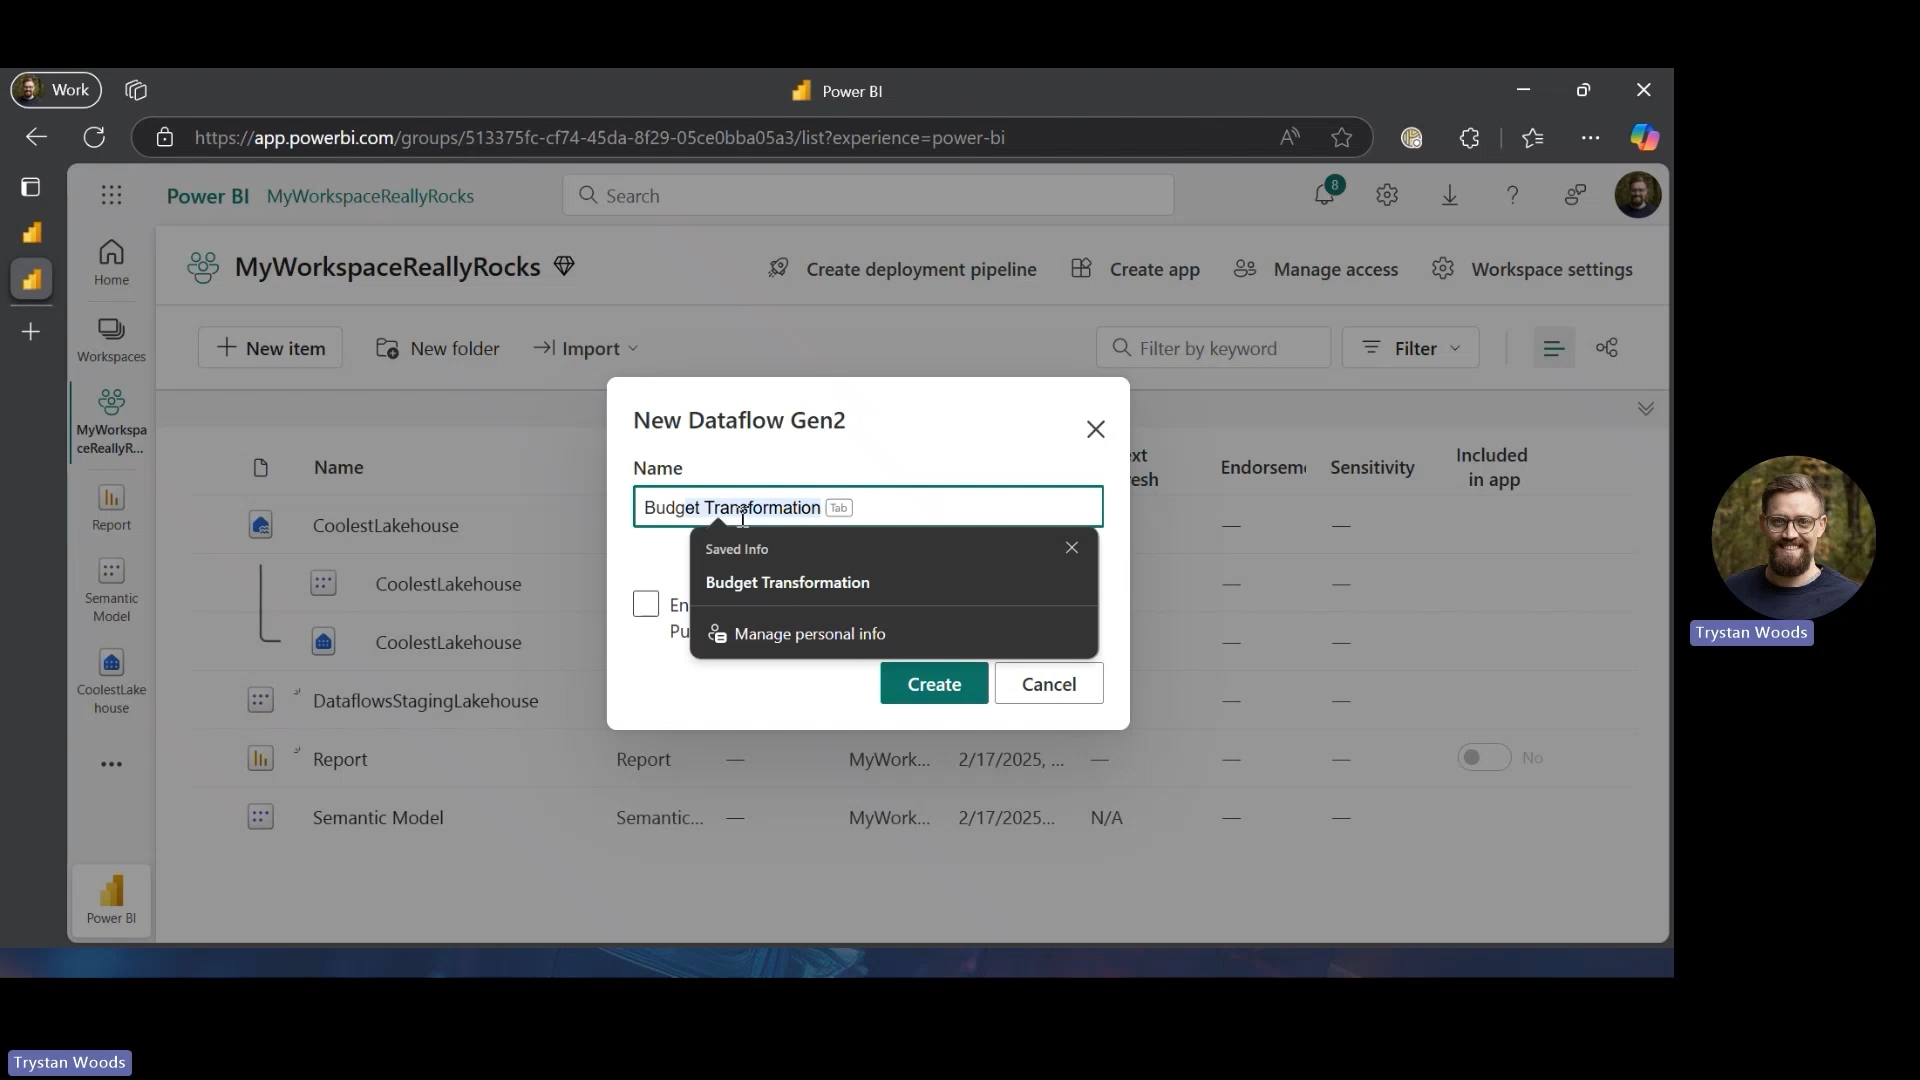 Work
Power BI
https://app.powerbi.com/groups/513375fc-cf74-45da-8f29-05ce0bba05a3/list?experience=power-bi
Power BI MyWorkspaceReallyRocks
Search
8
?
Home
MyWorkspaceReallyRocks
Create deployment pipeline
Create app
Manage access
Workspace settings
Workspaces
New item
New folder
Import
Filter by keyword
Filter
MyWorkspa
ceReallyR...
New Dataflow Gen2
Name
Budget Transformation Tab
Saved Info
Budget Transformation
En
Pu
Manage personal info
Create
Cancel
Name
ext
esh
Endorseme
Sensitivity
Included
in app
Report
CoolestLakehouse
— —
Semantic
Model
CoolestLakehouse
— —
CoolestLakehouse
— —
CoolestLake
house
DataflowsStagingLakehouse
— —
Report Report — MyWork... 2/17/2025, ... — — — No
Semantic Model Semantic... — MyWork... 2/17/2025... N/A — —
Power BI
Trystan Woods
Trystan Woods